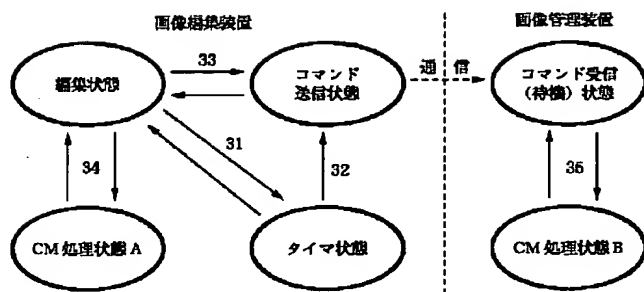 画像編集装置
画像管理装置
編集状態
33
コマンド
送信状態
通信
コマンド受信
(待機)状態
31
34
32
35
CM処理状態A
タイマ状態
CM処理状態B